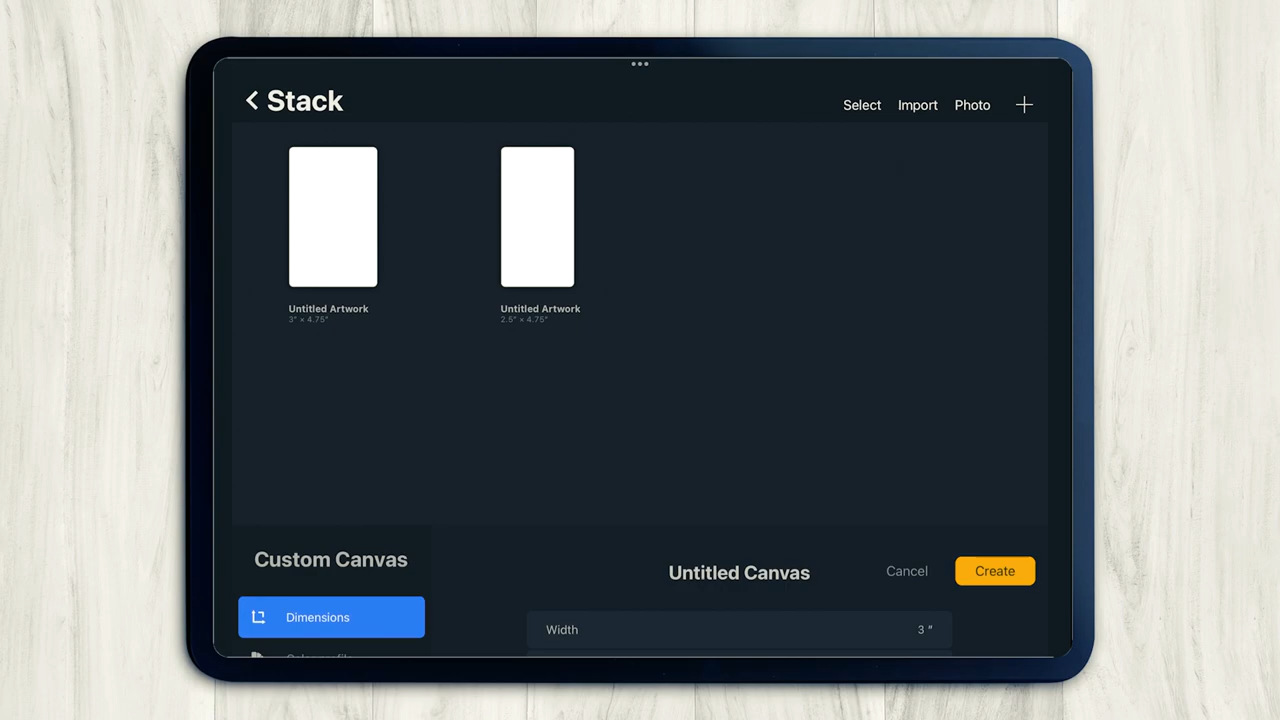 Stack
Select Import Photo
Untitled Artwork
3" × 4.75"
Untitled Artwork
2.5" × 4.75"
Custom Canvas
Untitled Canvas
Cancel
Create
Dimensions
Width
3 "